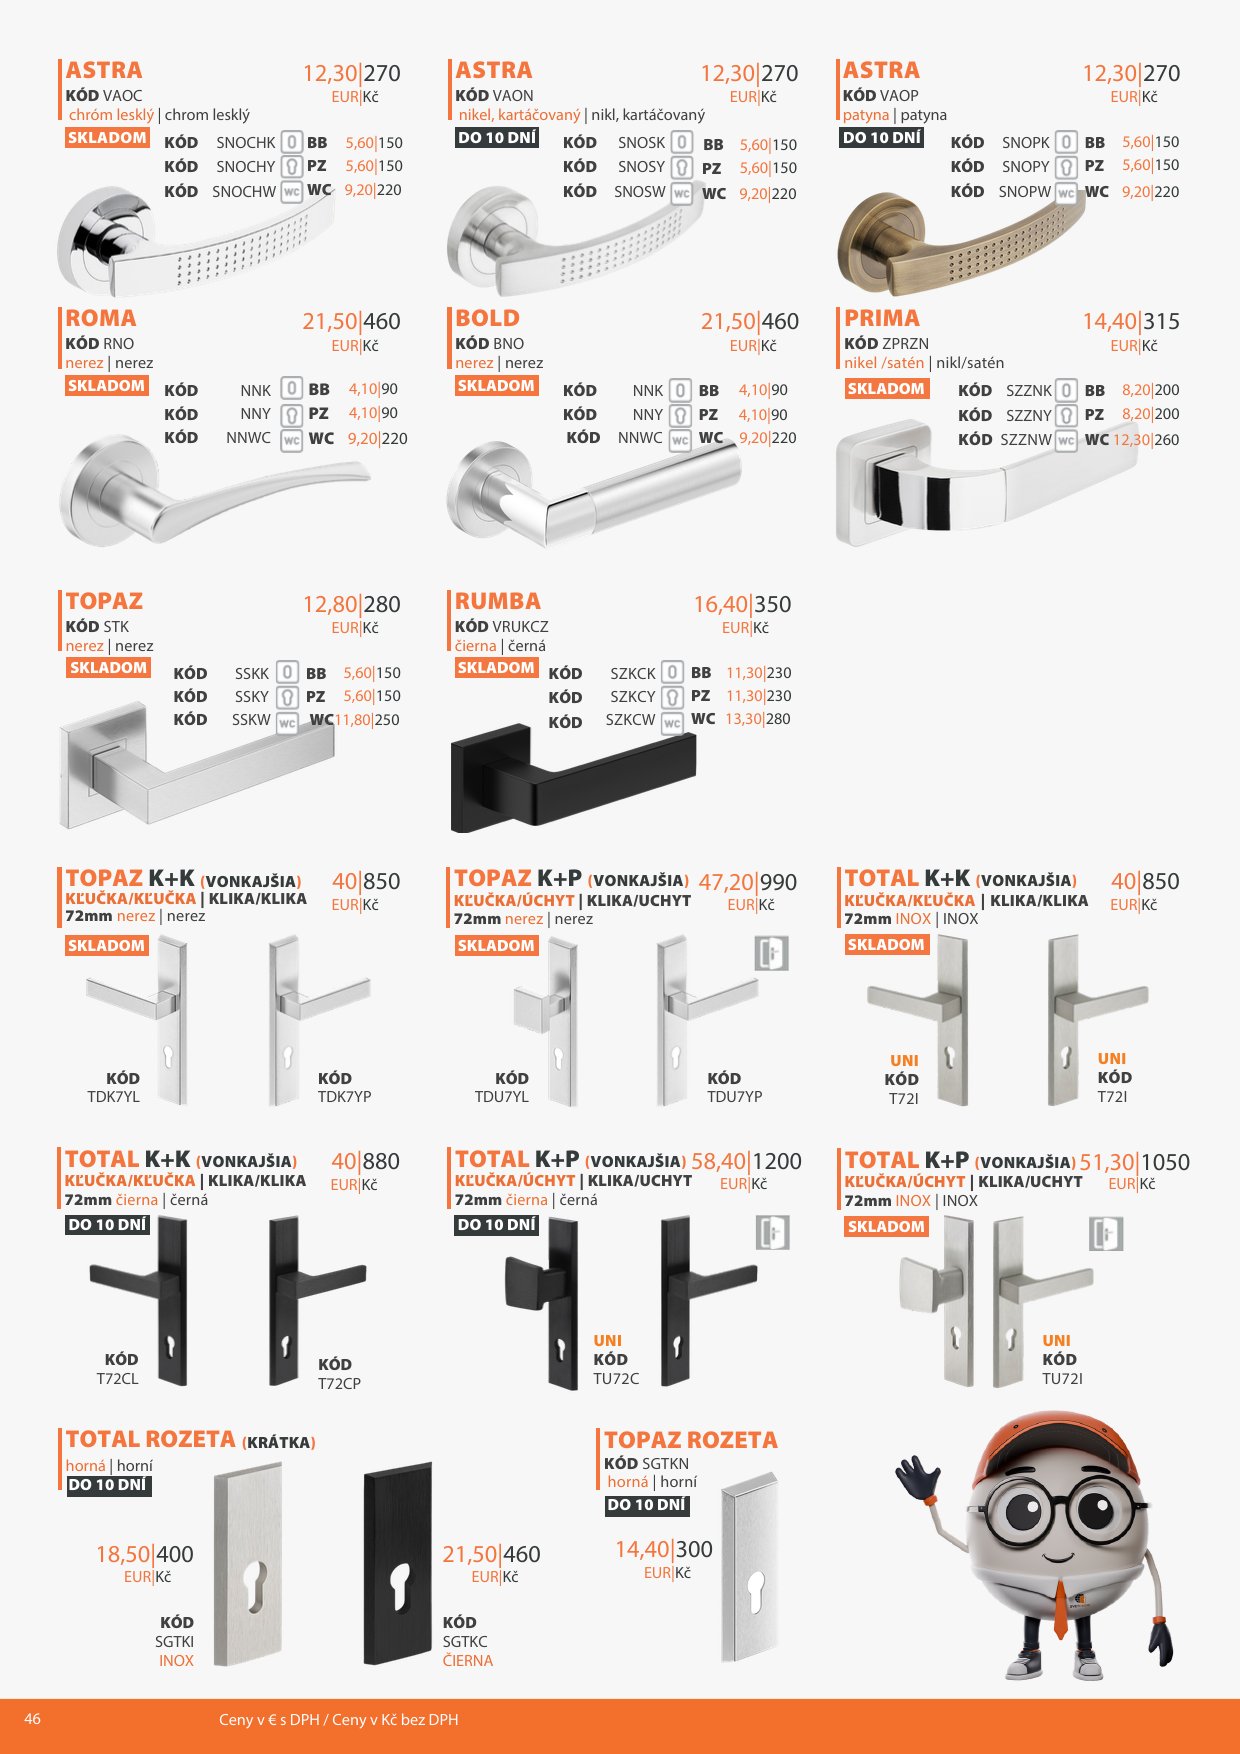 ASTRA 12,30|270
KÓD VAOC EUR|Kč
chróm lesklý | chrom lesklý
SKLADOM
KÓD SNOCHK BB 5,60|150
KÓD SNOCHY PZ 5,60|150
KÓD SNOCHW WC WC 9,20|220
ASTRA 12,30|270
KÓD VAON EUR|Kč
nikel, kartáčovaný | nikl, kartáčovaný
DO 10 DNÍ
KÓD SNOSK BB 5,60|150
KÓD SNOSY PZ 5,60|150
KÓD SNOSW WC WC 9,20|220
ASTRA 12,30|270
KÓD VAOP EUR|Kč
patyna | patyna
DO 10 DNÍ
KÓD SNOPK BB 5,60|150
KÓD SNOPY PZ 5,60|150
KÓD SNOPW WC WC 9,20|220
ROMA 21,50|460
KÓD RNO EUR|Kč
nerez | nerez
SKLADOM
KÓD NNK BB 4,10|90
KÓD NNY PZ 4,10|90
KÓD NNWC WC WC 9,20|220
BOLD 21,50|460
KÓD BNO EUR|Kč
nerez | nerez
SKLADOM
KÓD NNK BB 4,10|90
KÓD NNY PZ 4,10|90
KÓD NNWC WC WC 9,20|220
PRIMA 14,40|315
KÓD ZPRZN EUR|Kč
nikel /satén | nikl/satén
SKLADOM
KÓD SZZNK BB 8,20|200
KÓD SZZNY PZ 8,20|200
KÓD SZZNW WC WC 12,30|260
TOPAZ 12,80|280
KÓD STK EUR|Kč
nerez | nerez
SKLADOM
KÓD SSKK BB 5,60|150
KÓD SSKY PZ 5,60|150
KÓD SSKW WC WC 11,80|250
RUMBA 16,40|350
KÓD VRUKCZ EUR|Kč
čierna | černá
SKLADOM
KÓD SZKCK BB 11,30|230
KÓD SZKCY PZ 11,30|230
KÓD SZKCW WC WC 13,30|280
TOPAZ K+K (VONKAJŠIA) 40|850
KĽUČKA/KĽUČKA | KLIKA/KLIKA EUR|Kč
72mm nerez | nerez
SKLADOM
KÓD KÓD
TDK7YL TDK7YP
TOPAZ K+P (VONKAJŠIA) 47,20|990
KĽUČKA/ÚCHYT | KLIKA/UCHYT EUR|Kč
72mm nerez | nerez
SKLADOM
KÓD KÓD
TDU7YL TDU7YP
TOTAL K+K (VONKAJŠIA) 40|850
KĽUČKA/KĽUČKA | KLIKA/KLIKA EUR|Kč
72mm INOX | INOX
SKLADOM
UNI UNI
KÓD KÓD
T72I T72I
TOTAL K+K (VONKAJŠIA) 40|880
KĽUČKA/KĽUČKA | KLIKA/KLIKA EUR|Kč
72mm čierna | černá
DO 10 DNÍ
KÓD KÓD
T72CL T72CP
TOTAL K+P (VONKAJŠIA) 58,40|1200
KĽUČKA/ÚCHYT | KLIKA/UCHYT EUR|Kč
72mm čierna | černá
DO 10 DNÍ
UNI
KÓD
TU72C
TOTAL K+P (VONKAJŠIA) 51,30|1050
KĽUČKA/ÚCHYT | KLIKA/UCHYT EUR|Kč
72mm INOX | INOX
SKLADOM
UNI
KÓD
TU72I
TOTAL ROZETA (KRÁTKA)
horná | horní
DO 10 DNÍ
18,50|400
EUR|Kč
KÓD
SGTKI
INOX
21,50|460
EUR|Kč
KÓD
SGTKC
ČIERNA
TOPAZ ROZETA
KÓD SGTKN
horná | horní
DO 10 DNÍ
14,40|300
EUR|Kč
46 Ceny v € s DPH / Ceny v Kč bez DPH